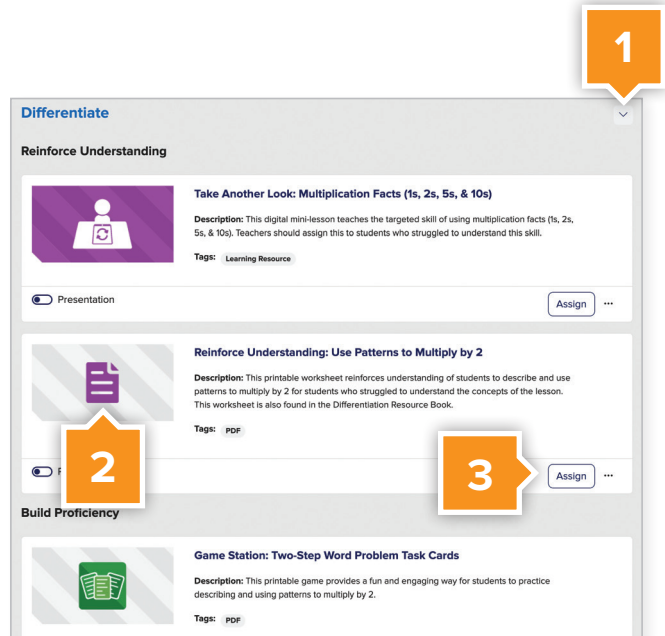 1
Differentiate
Reinforce Understanding
Take Another Look: Multiplication Facts (1s, 2s, 5s, & 10s)
Description: This digital mini-lesson teaches the targeted skill of using multiplication facts (1s, 2s,
5s, & 10s). Teachers should assign this to students who struggled to understand this skill.
Tags: Learning Resource
Presentation
Assign ...
Reinforce Understanding: Use Patterns to Multiply by 2
Description: This printable worksheet reinforces understanding of students to describe and use
patterns to multiply by 2 for students who struggled to understand the concepts of the lesson.
This worksheet is also found in the Differentiation Resource Book.
Tags: PDF
2
3
Assign ...
Build Proficiency
Game Station: Two-Step Word Problem Task Cards
Description: This printable game provides a fun and engaging way for students to practice
describing and using patterns to multiply by 2.
Tags: PDF